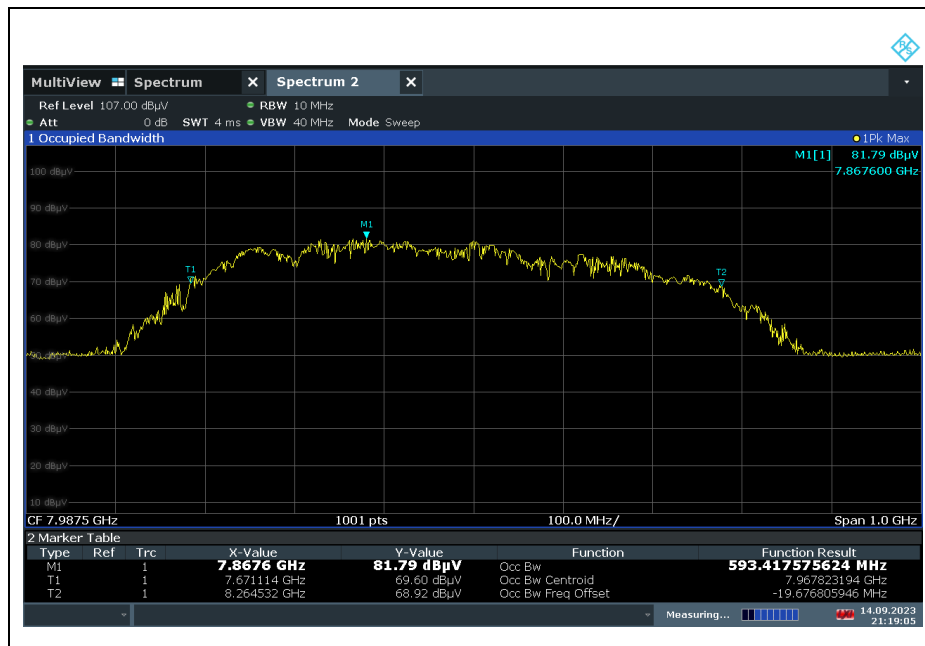 R&S
MultiView Spectrum × Spectrum 2 ×
Ref Level 107.00 dBµV RBW 10 MHz
Att 0 dB SWT 4 ms VBW 40 MHz Mode Sweep
1 Occupied Bandwidth 1Pk Max
M1[1] 81.79 dBµV
7.867600 GHz
100 dBµV
90 dBµV
M1
80 dBµV
T1
T2
70 dBµV
60 dBµV
50 dBµV
40 dBµV
30 dBµV
20 dBµV
10 dBµV
CF 7.9875 GHz 1001 pts 100.0 MHz/ Span 1.0 GHz
2 Marker Table
Type Ref Trc X-Value Y-Value Function Function Result
M1 1 7.8676 GHz 81.79 dBµV Occ Bw 593.417575624 MHz
T1 1 7.671114 GHz 69.60 dBµV Occ Bw Centroid 7.967823194 GHz
T2 1 8.264532 GHz 68.92 dBµV Occ Bw Freq Offset -19.676805946 MHz
Measuring... 14.09.2023
21:19:05